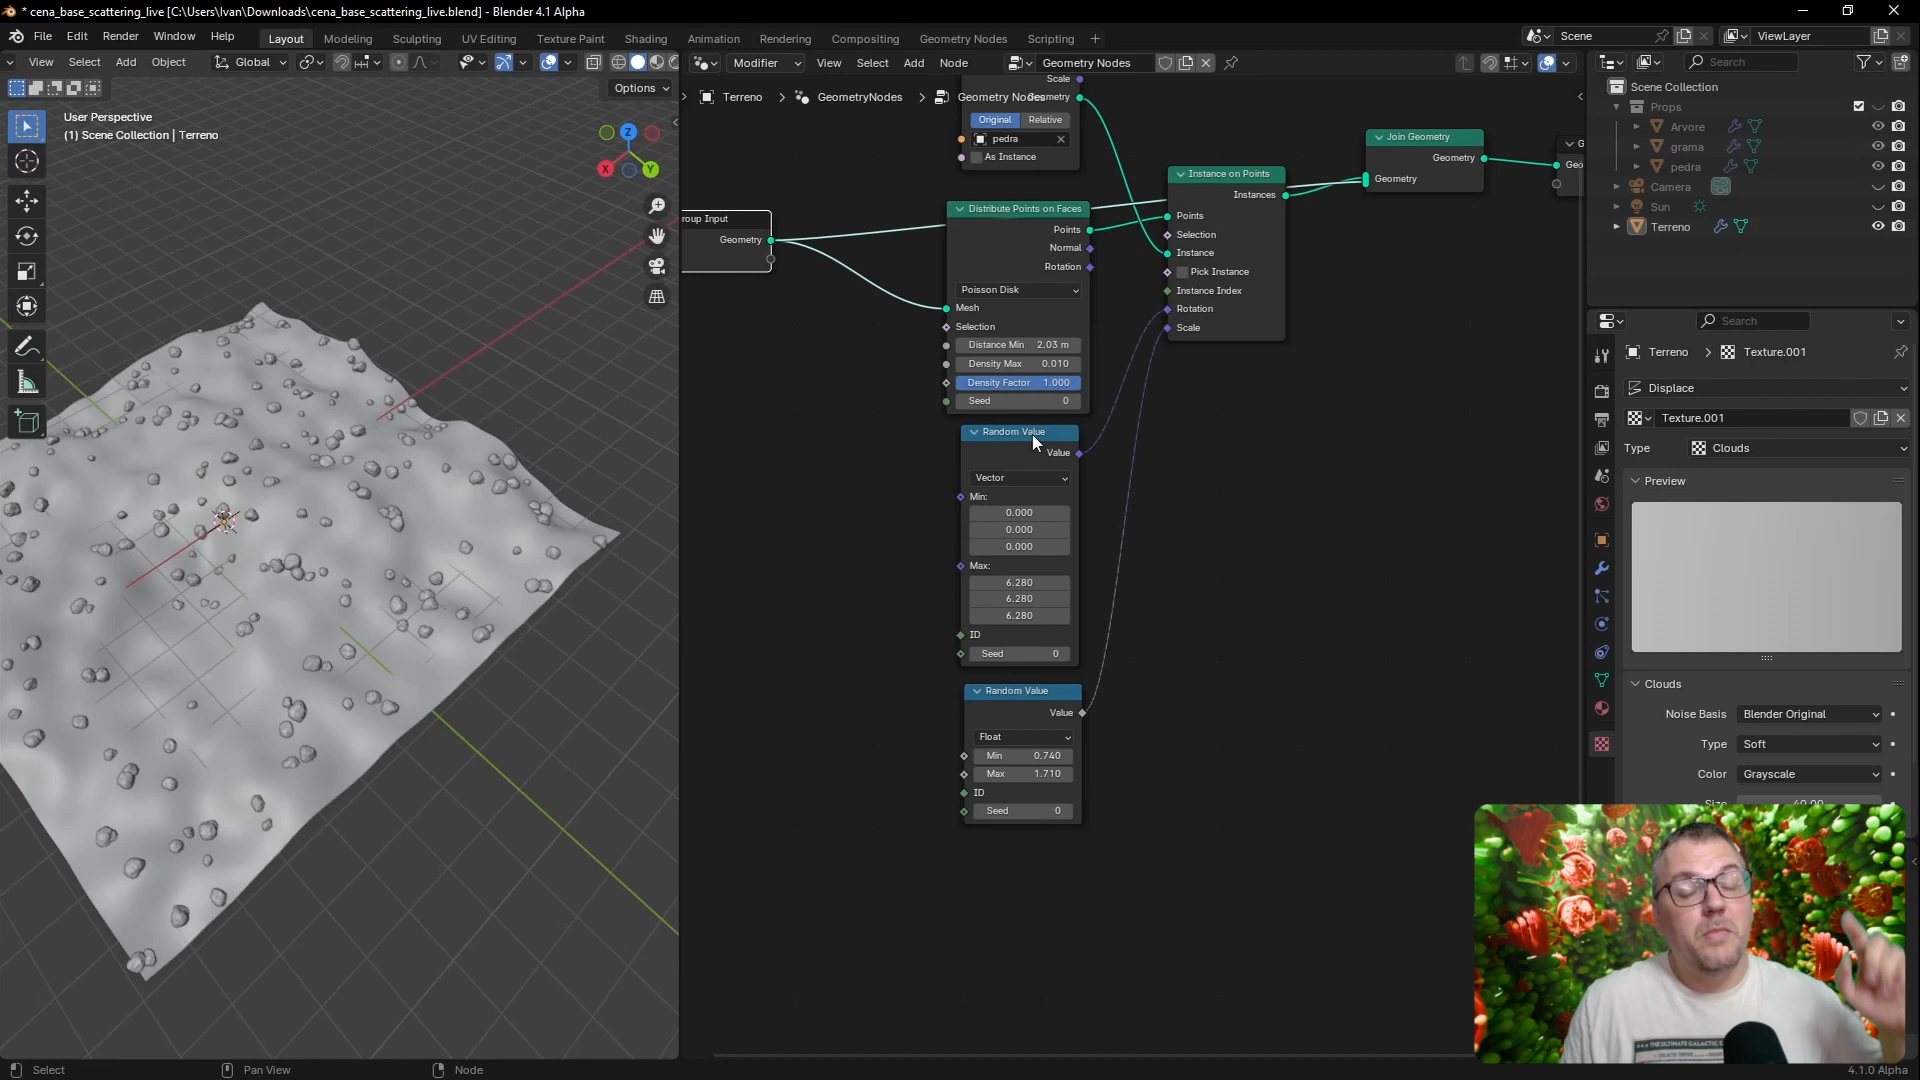 * cena_base_scattering_live [C:\Users\Ivan\Downloads\cena_base_scattering_live.blend] - Blender 4.1 Alpha
File Edit Render Window Help
Layout Modeling Sculpting UV Editing Texture Paint Shading Animation Rendering Compositing Geometry Nodes Scripting +
Scene
ViewLayer
View Select Add Object
Global
Options
User Perspective
(1) Scene Collection | Terreno
Z
X
Y
Modifier View Select Add Node
Geometry Nodes
Terreno > GeometryNodes > Geometry Nodes
Scale
Geometry
Original Relative
pedra
As Instance
roup Input
Geometry
Distribute Points on Faces
Points
Normal
Rotation
Poisson Disk
Mesh
Selection
Distance Min 2.03 m
Density Max 0.010
Density Factor 1.000
Seed 0
Random Value
Value
Vector
Min:
0.000
0.000
0.000
Max:
6.280
6.280
6.280
ID
Seed 0
Random Value
Value
Float
Min 0.740
Max 1.710
ID
Seed 0
Instance on Points
Instances
Points
Selection
Instance
Pick Instance
Instance Index
Rotation
Scale
Join Geometry
Geometry
Geometry
G
Geo
Search
Scene Collection
Props
Arvore
grama
pedra
Camera
Sun
Terreno
Search
Terreno > Texture.001
Displace
Texture.001
Type Clouds
Preview
Clouds
Noise Basis Blender Original
Type Soft
Color Grayscale
THE ULTIMATE GALACTIC
Select
Pan View
Node
4.1.0 Alpha